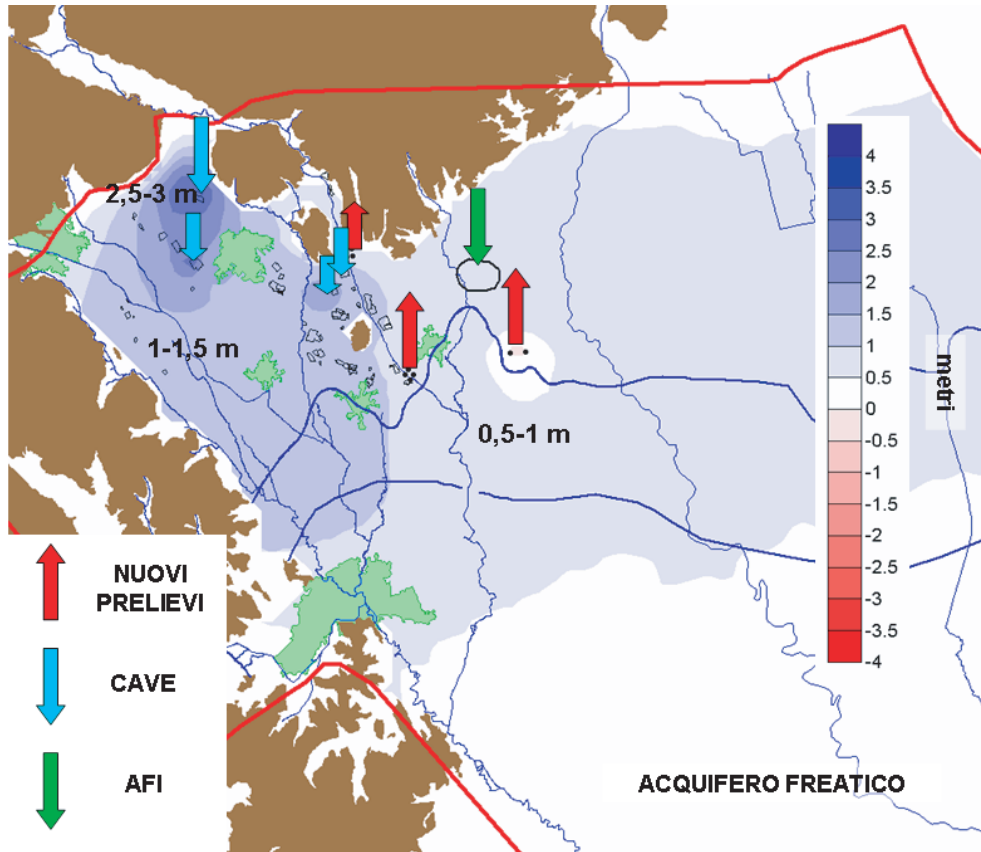 2,5-3 m
1-1,5 m
0,5-1 m
4
3.5
3
2.5
2
1.5
1
0.5
0
-0.5
-1
-1.5
-2
-2.5
-3
-3.5
-4
metri
NUOVI
PRELIEVI
CAVE
AFI
ACQUIFERO FREATICO